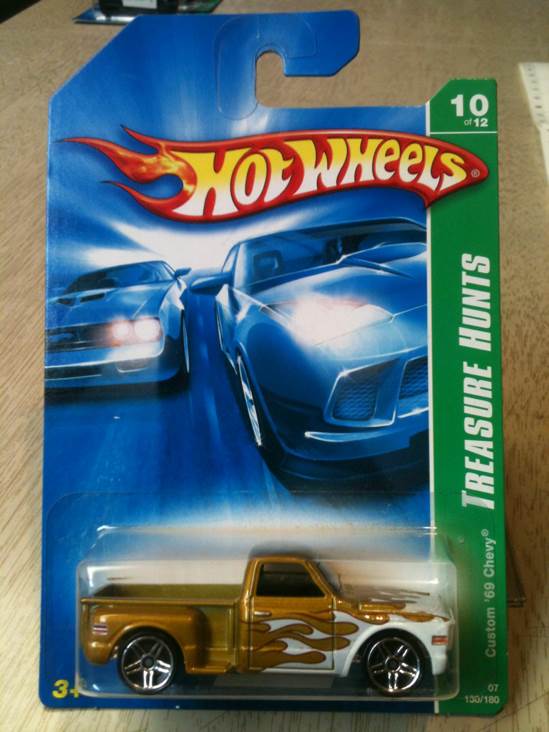 HOT WHEELS®
10
of 12
TREASURE HUNTS
Custom '69 Chevy®
07
130/180
3+